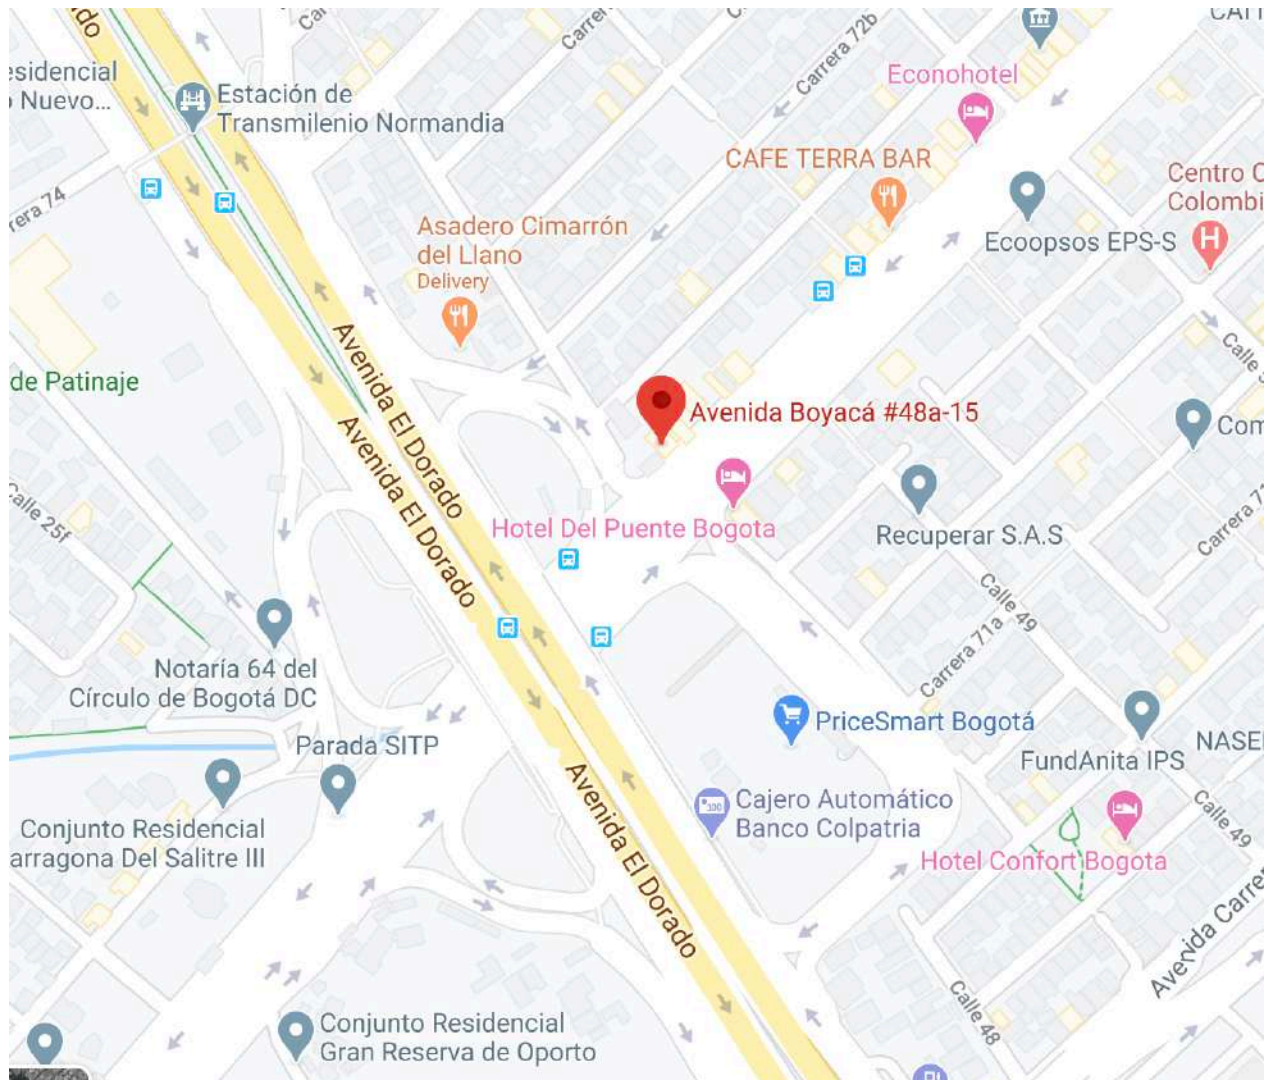 do
Carrera 72b
Econohotel
esidencial
Nuevo...
Estación de
Transmilenio Normandia
CAFE TERRA BAR
Centro C
Colombi
rera 74
Asadero Cimarrón
del Llano
Delivery
Ecoopsos EPS-S
Avenida El Dorado
de Patinaje
Avenida Boyacá #48a-15
Avenida El Dorado
Com
Calle 25f
Hotel Del Puente Bogota
Recuperar S.A.S
Calle 49
Carrera 71a
Notaría 64 del
Círculo de Bogotá DC
Parada SITP
PriceSmart Bogotá
FundAnita IPS
Conjunto Residencial
arragona Del Salitre III
Avenida El Dorado
Cajero Automático
Banco Colpatria
Calle 49
Hotel Confort Bogota
Avenida Carre
Calle 48
Conjunto Residencial
Gran Reserva de Oporto